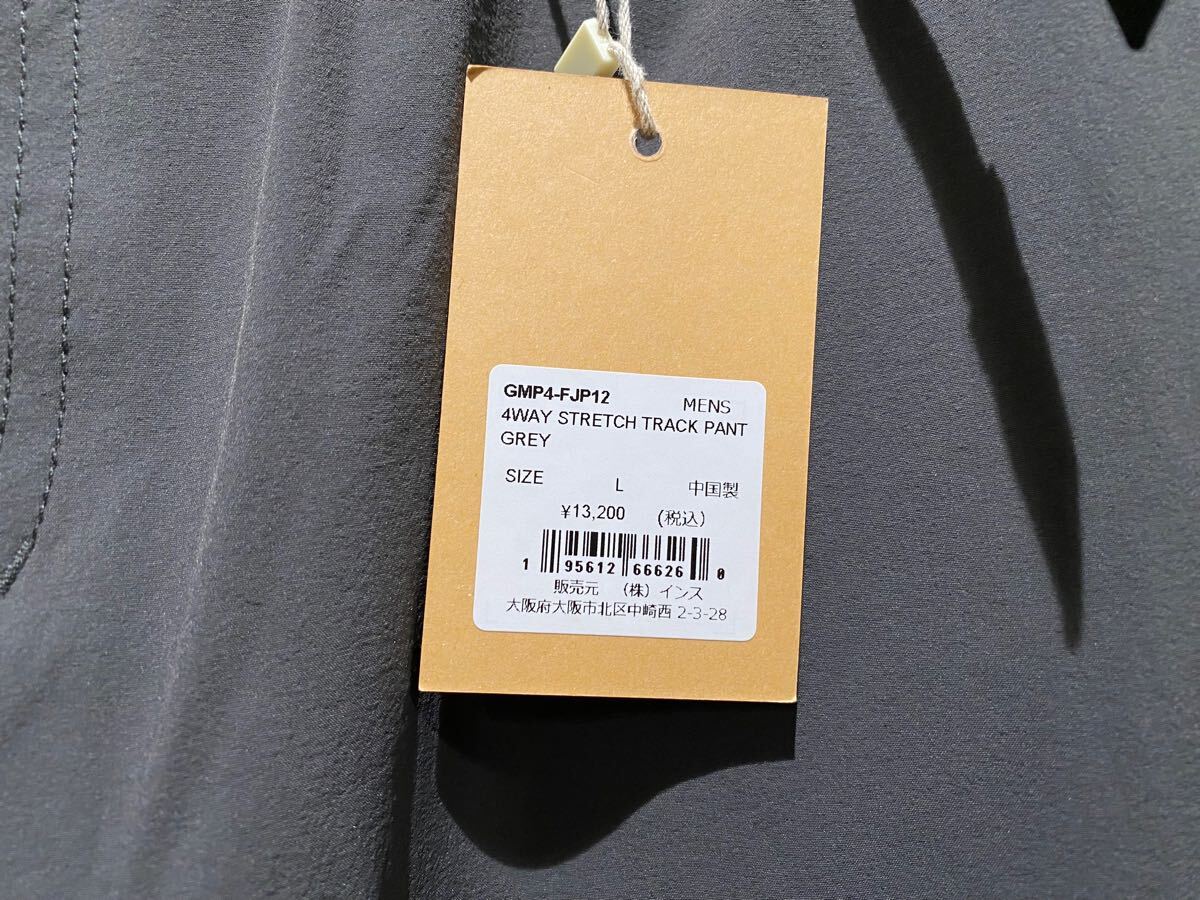 GMP4-FJP12 MENS
4WAY STRETCH TRACK PANT
GREY
SIZE L 中国製
¥13,200 (税込)
1 95612 66626 0
販売元 （株）インス
大阪府大阪市北区中崎西 2-3-28